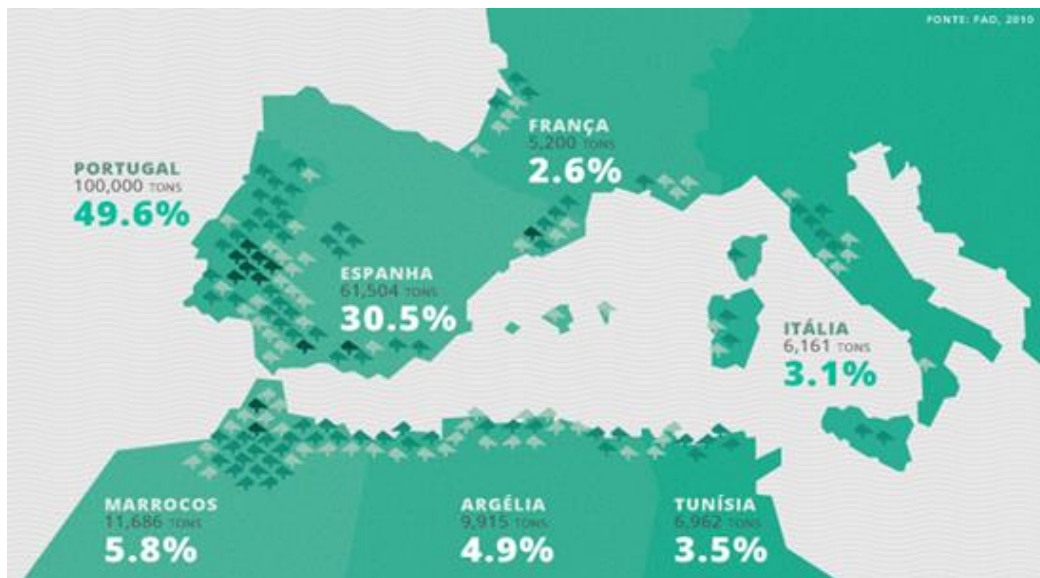 FONTE: FAO, 2010
FRANÇA
5,200 TONS
2.6%
PORTUGAL
100,000 TONS
49.6%
ESPANHA
61,504 TONS
30.5%
ITÁLIA
6,161 TONS
3.1%
MARROCOS
11,686 TONS
5.8%
ARGÉLIA
9,915 TONS
4.9%
TUNÍSIA
6,962 TONS
3.5%